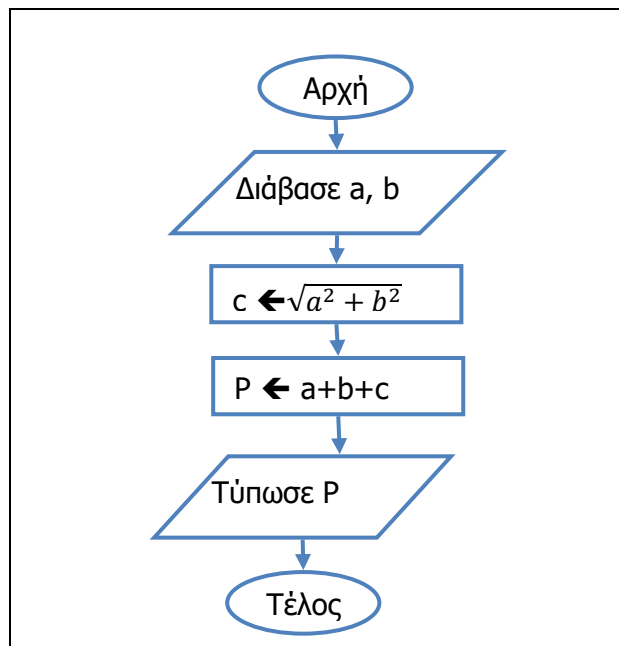 Αρχή
Διάβασε a, b
c 🡸 √a² + b²
P 🡸 a+b+c
Τύπωσε P
Τέλος